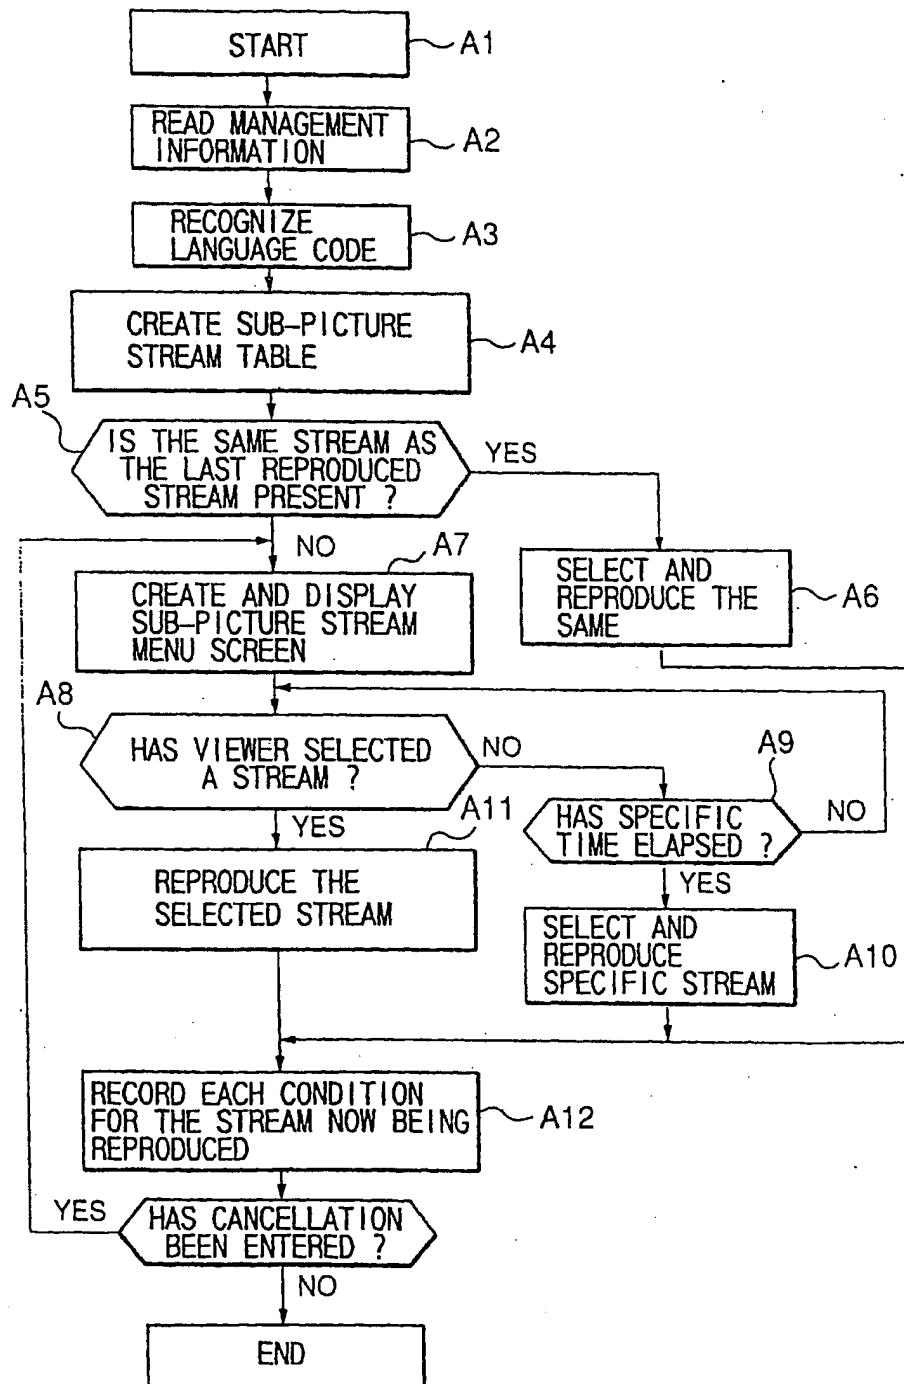 START
A1
READ MANAGEMENT
INFORMATION
A2
RECOGNIZE
LANGUAGE CODE
A3
CREATE SUB-PICTURE
STREAM TABLE
A4
A5
IS THE SAME STREAM AS
THE LAST REPRODUCED
STREAM PRESENT ?
YES
NO
SELECT AND
REPRODUCE THE
SAME
A6
A7
CREATE AND DISPLAY
SUB-PICTURE STREAM
MENU SCREEN
A8
HAS VIEWER SELECTED
A STREAM ?
NO
YES
A9
HAS SPECIFIC
TIME ELAPSED ?
NO
YES
A11
REPRODUCE THE
SELECTED STREAM
SELECT AND
REPRODUCE
SPECIFIC STREAM
A10
RECORD EACH CONDITION
FOR THE STREAM NOW BEING
REPRODUCED
A12
YES
HAS CANCELLATION
BEEN ENTERED ?
NO
END